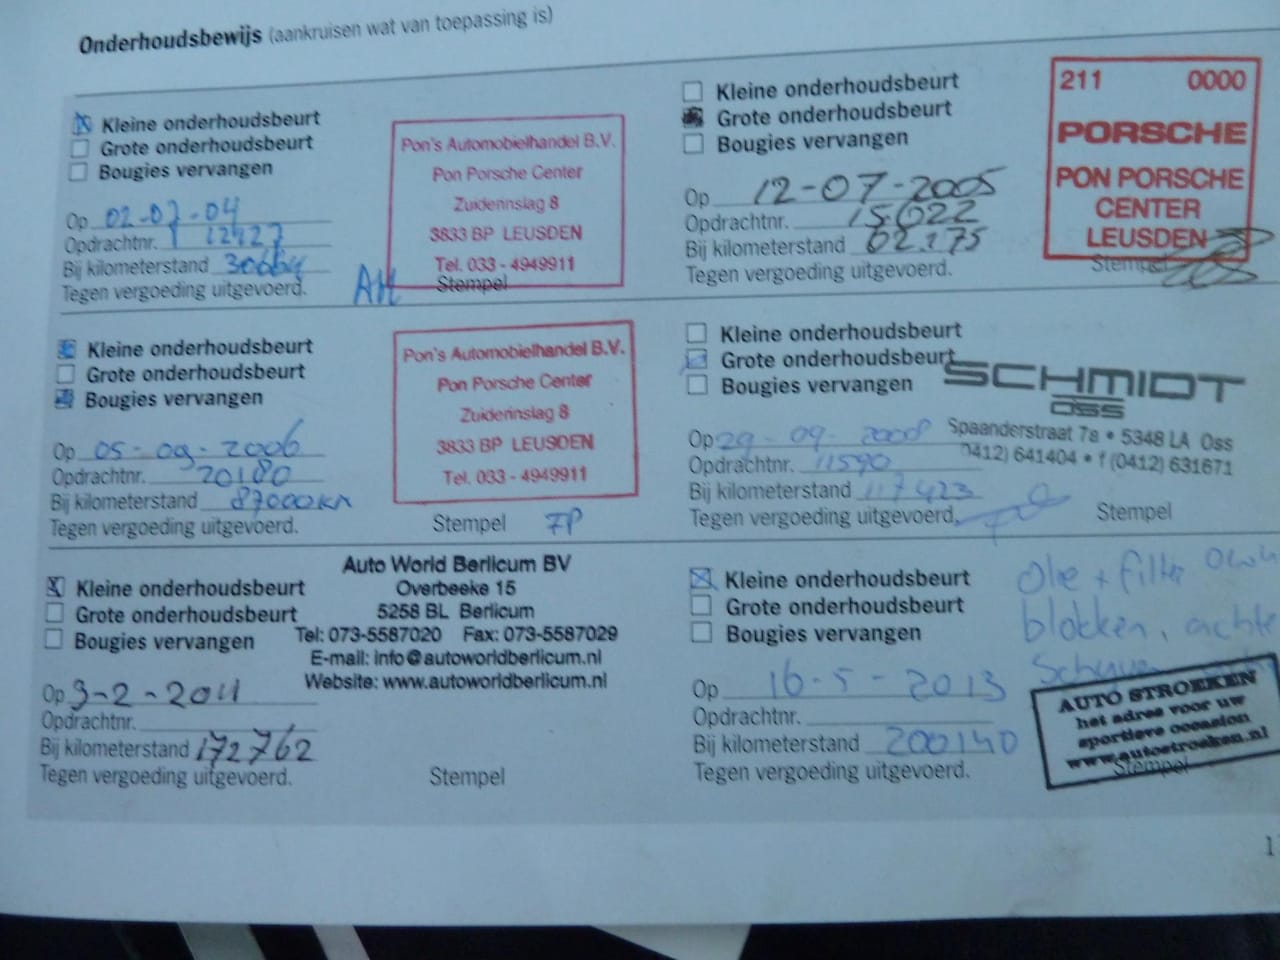 Onderhoudsbewijs (aankruisen wat van toepassing is)
Kleine onderhoudsbeurt
Grote onderhoudsbeurt
Bougies vervangen
Op 02-07-04
Opdrachtnr. 12427
Bij kilometerstand 30664
Tegen vergoeding uitgevoerd.
Pon's Automobielhandel B.V.
Pon Porsche Center
Zuiderinslag 8
3833 BP LEUSDEN
Tel. 033 - 4949911
Stempel
Kleine onderhoudsbeurt
Grote onderhoudsbeurt
Bougies vervangen
Op 12-07-2005
Opdrachtnr. 15622
Bij kilometerstand 62.175
Tegen vergoeding uitgevoerd.
211 0000
PORSCHE
PON PORSCHE
CENTER
LEUSDEN
Stempel
Kleine onderhoudsbeurt
Grote onderhoudsbeurt
Bougies vervangen
Op 05-09-2006
Opdrachtnr. 20180
Bij kilometerstand 87000KM
Tegen vergoeding uitgevoerd.
Pon's Automobielhandel B.V.
Pon Porsche Center
Zuiderinslag 8
3833 BP LEUSDEN
Tel. 033 - 4949911
Stempel
Kleine onderhoudsbeurt
Grote onderhoudsbeurt
Bougies vervangen
Op 29-09-2008
Opdrachtnr. 11590
Bij kilometerstand 117423
Tegen vergoeding uitgevoerd.
SCHMIDT
OSS
Spaanderstraat 7a • 5348 LA Oss
0412) 641404 • f (0412) 631671
Stempel
Kleine onderhoudsbeurt
Grote onderhoudsbeurt
Bougies vervangen
Op 3-2-2011
Opdrachtnr.
Bij kilometerstand 172762
Tegen vergoeding uitgevoerd.
Auto World Berlicum BV
Overbeeke 15
5258 BL Berlicum
Tel: 073-5587020 Fax: 073-5587029
E-mail: info@autoworldberlicum.nl
Website: www.autoworldberlicum.nl
Stempel
Kleine onderhoudsbeurt
Grote onderhoudsbeurt
Bougies vervangen
Op 16-5-2013
Opdrachtnr.
Bij kilometerstand 200140
Tegen vergoeding uitgevoerd.
Olie + filter
blokken, achte
AUTO STROEKEN
het adres voor uw
sportieve occasion
www.autostroeken.nl
Stempel
1